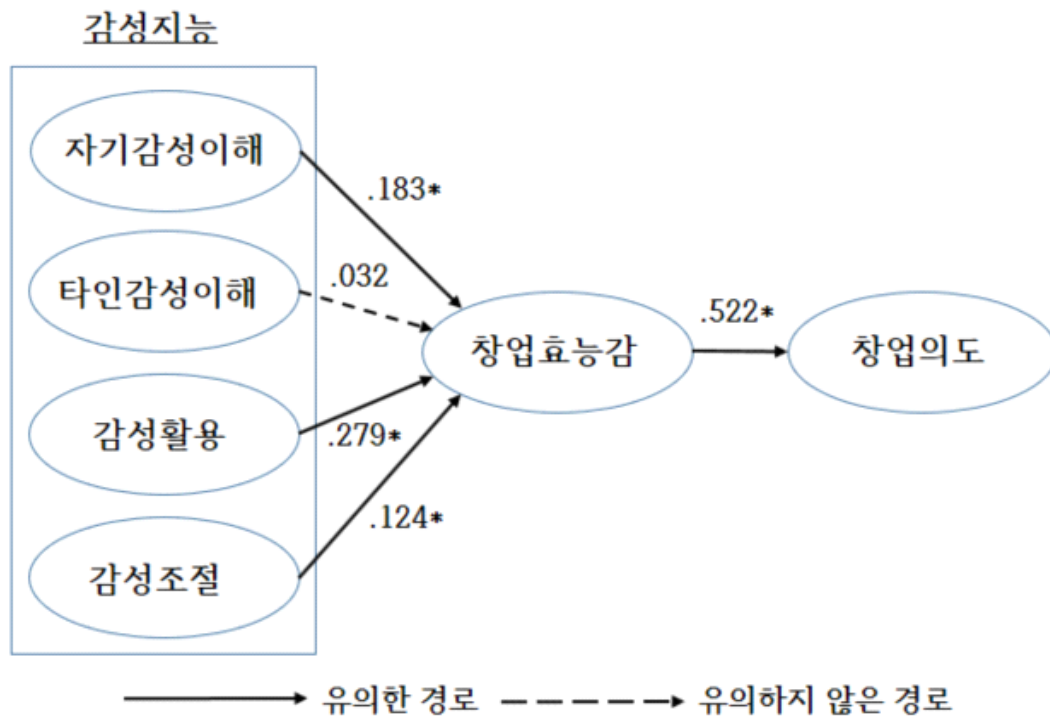 감성지능
자기감성이해
.183*
타인감성이해
.032
창업효능감
.522*
창업의도
감성활용
.279*
.124*
감성조절
유의한 경로
유의하지 않은 경로